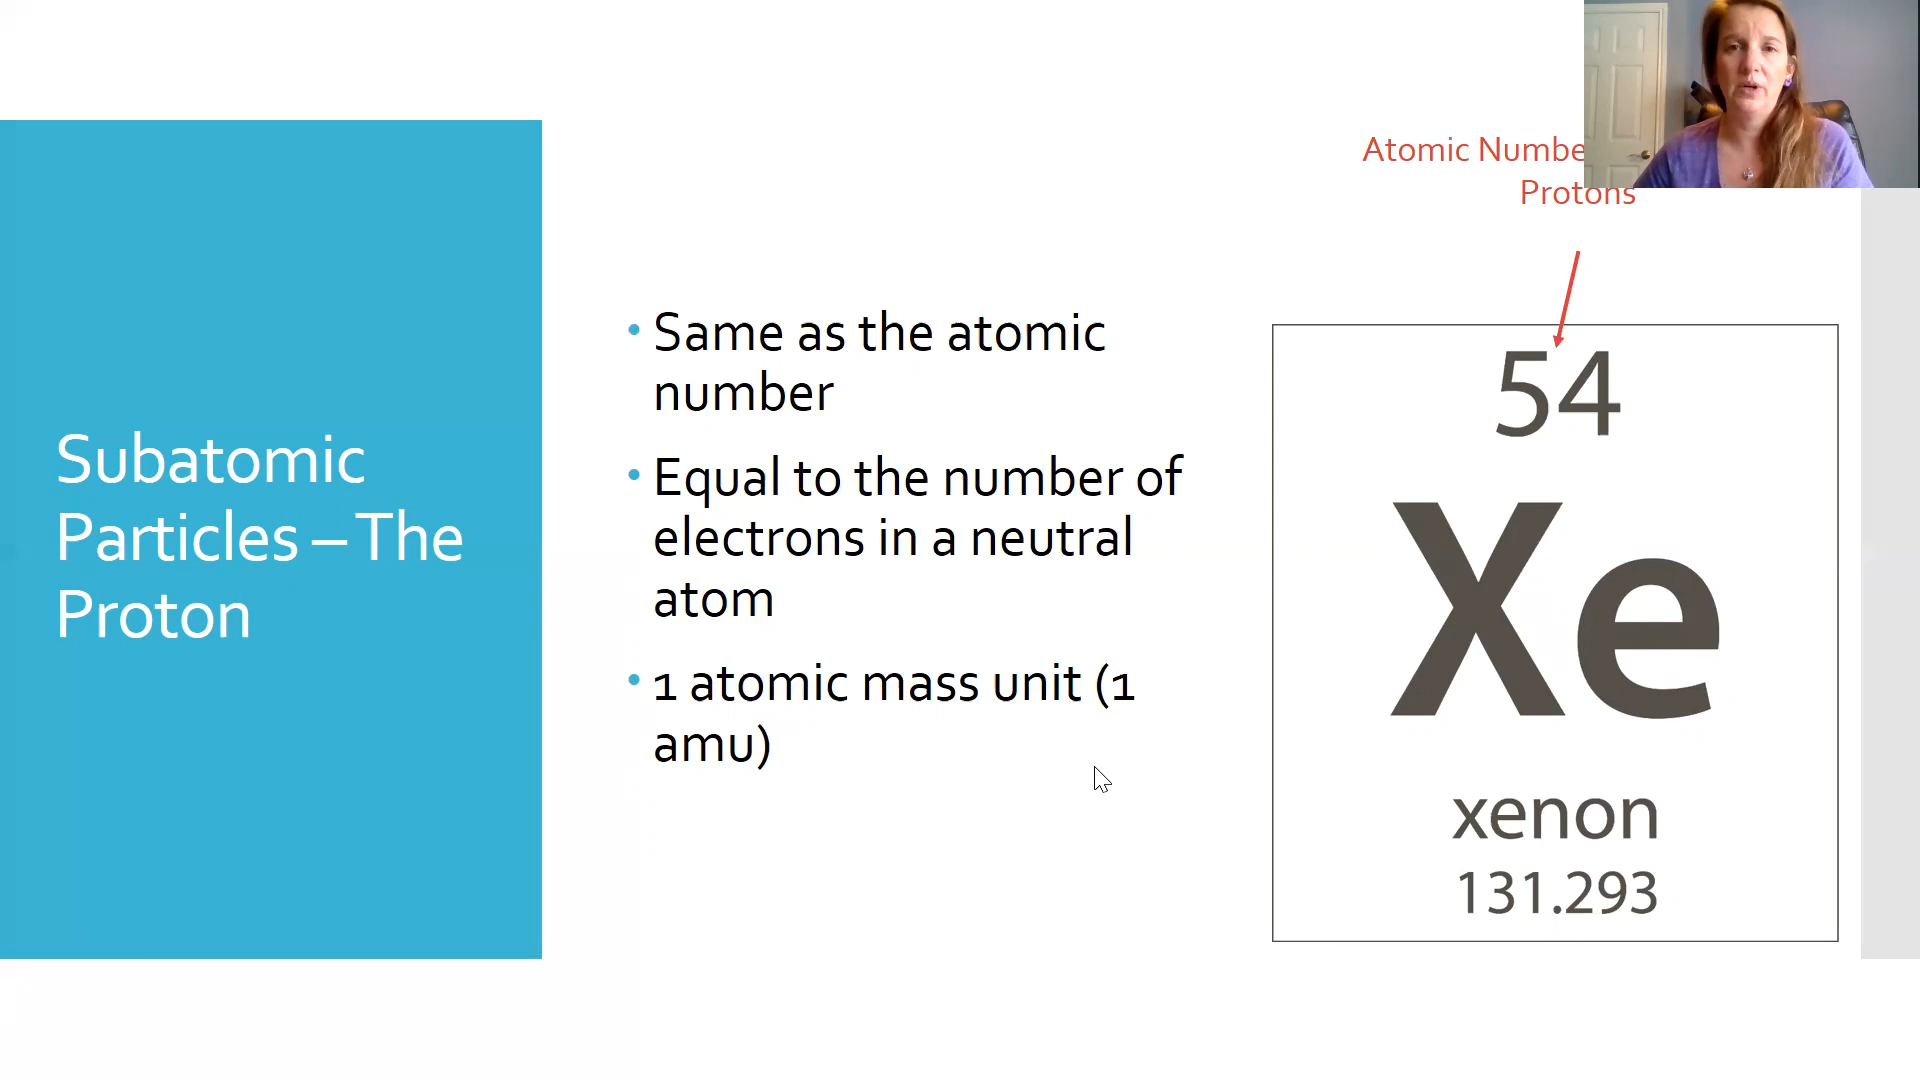 Subatomic
Particles – The
Proton
• Same as the atomic
number
• Equal to the number of
electrons in a neutral
atom
• 1 atomic mass unit (1
amu)
Atomic
Protons
54
Xe
xenon
131.293